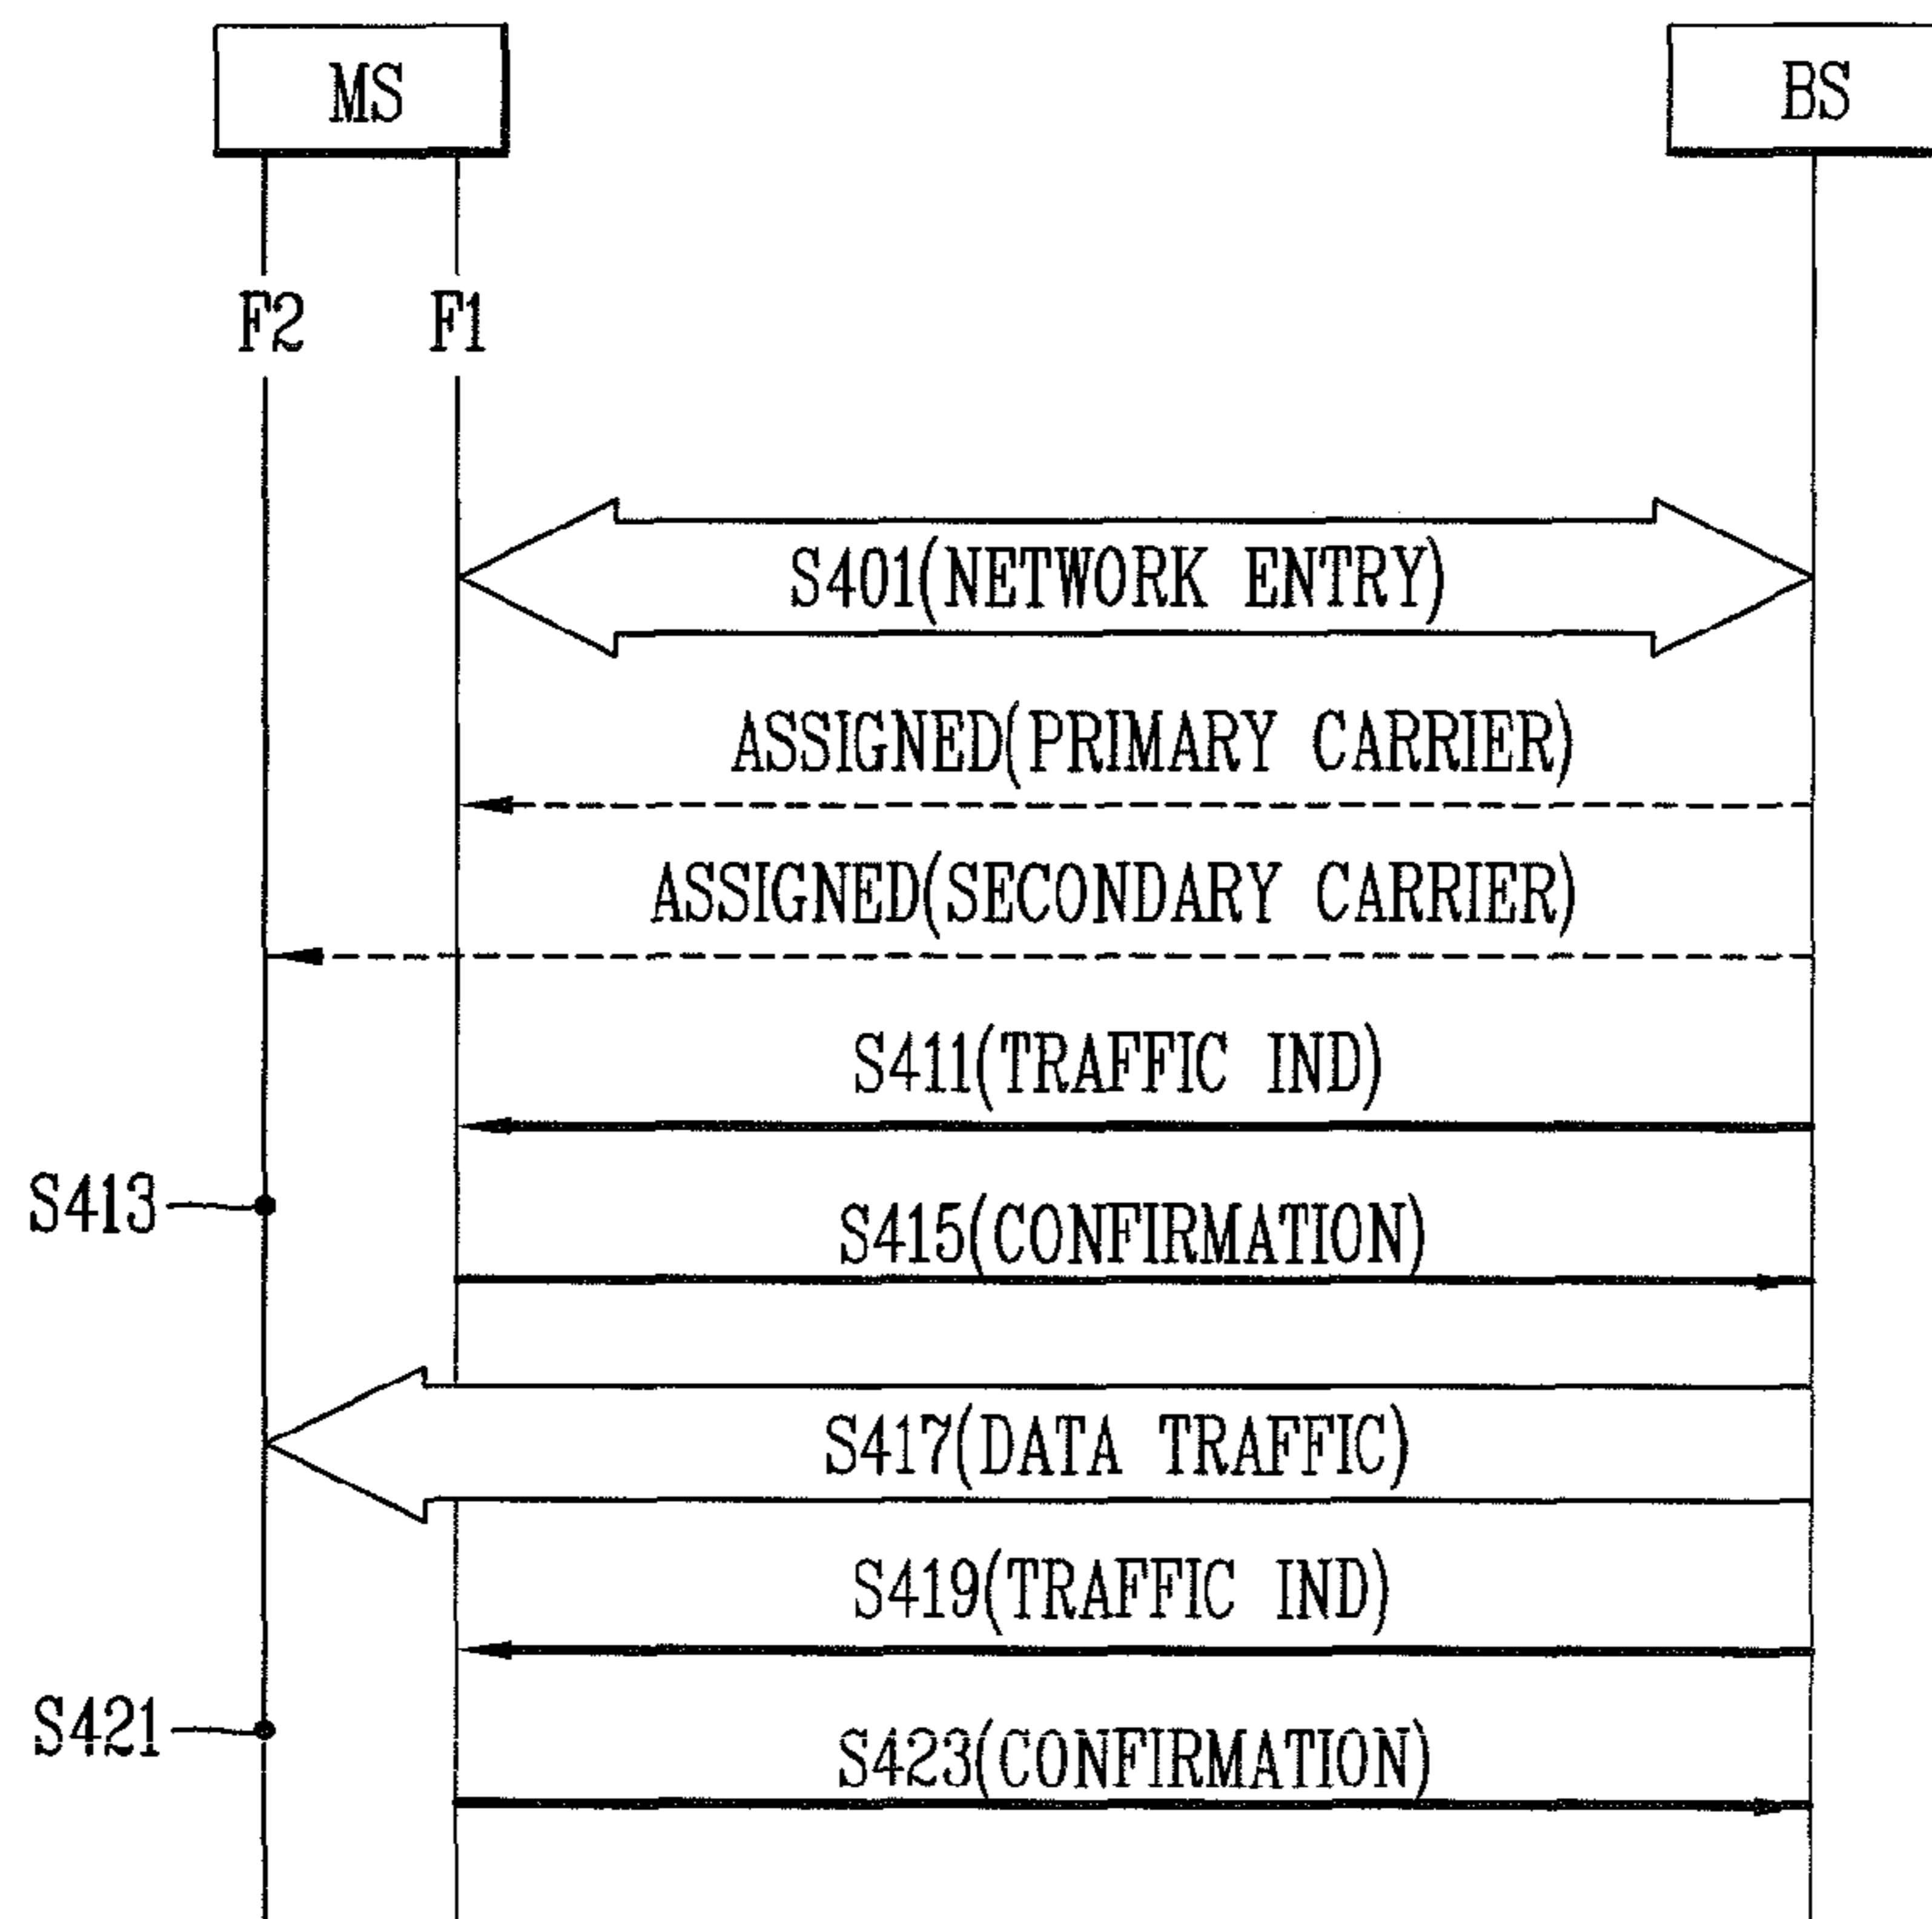 MS
BS
F2
F1
S401(NETWORK ENTRY)
ASSIGNED(PRIMARY CARRIER)
ASSIGNED(SECONDARY CARRIER)
S411(TRAFFIC IND)
S413
S415(CONFIRMATION)
S417(DATA TRAFFIC)
S419(TRAFFIC IND)
S421
S423(CONFIRMATION)